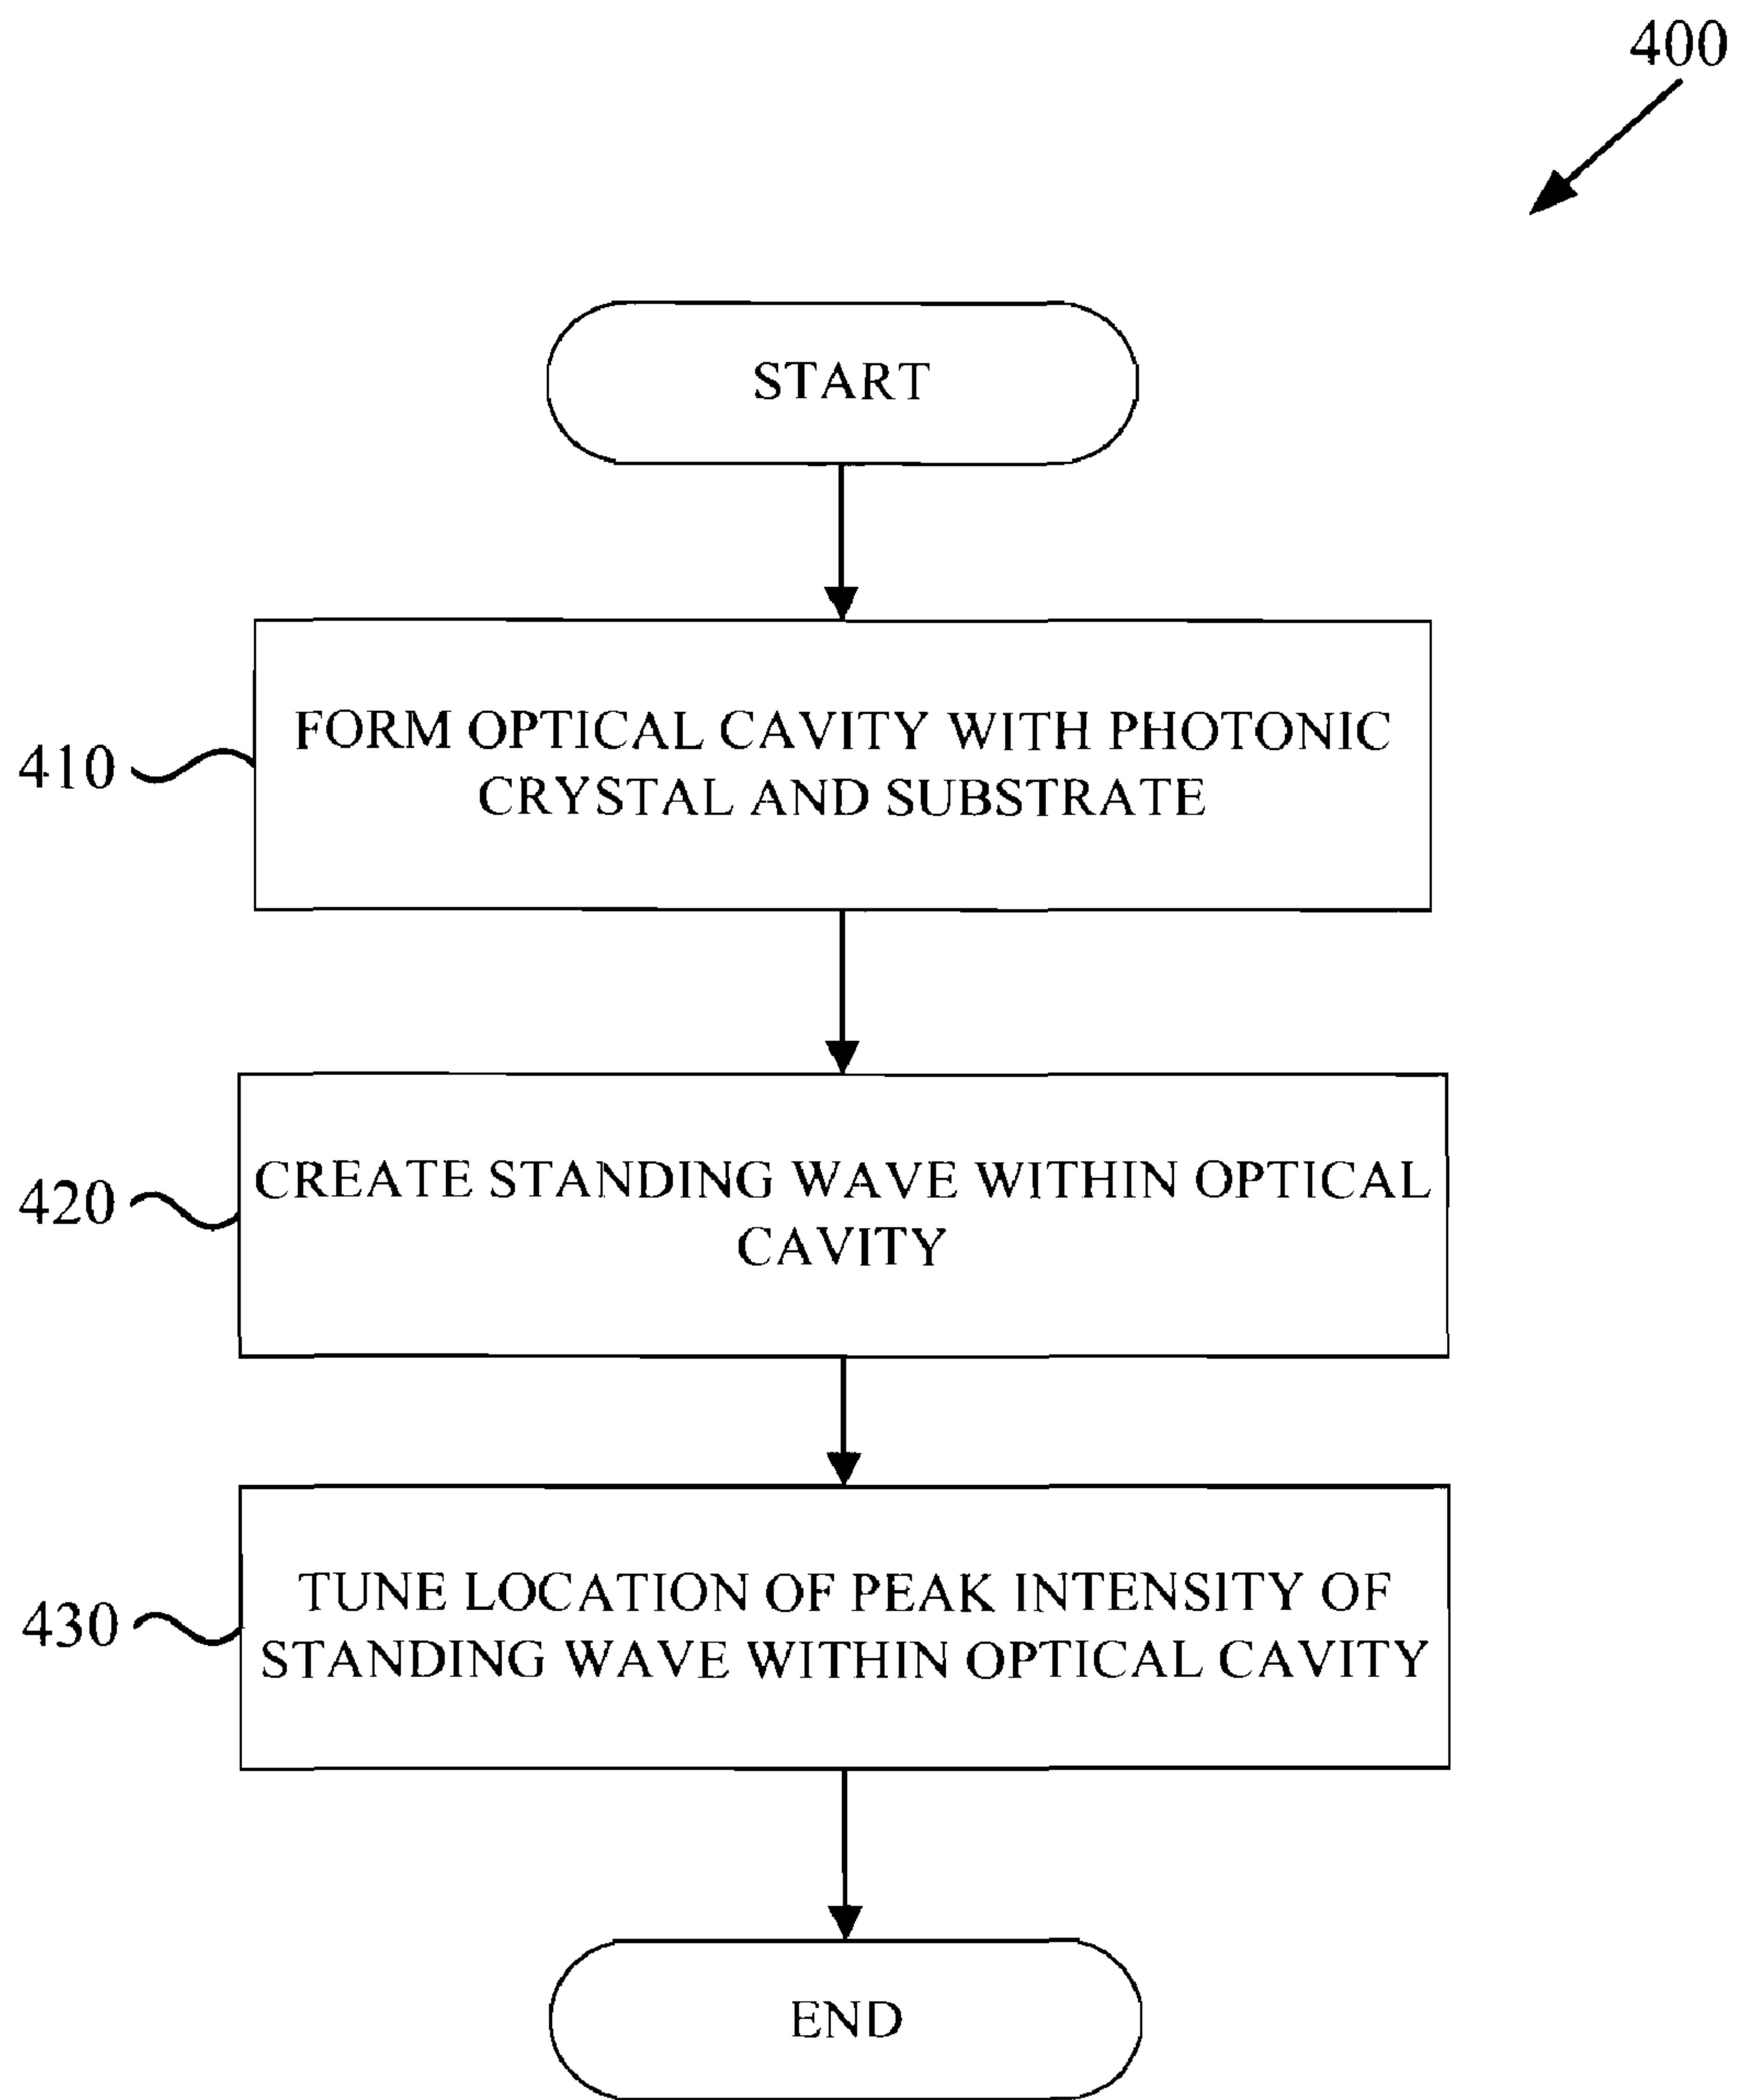 400
START
410
FORM OPTICAL CAVITY WITH PHOTONIC
CRYSTAL AND SUBSTRATE
420
CREATE STANDING WAVE WITHIN OPTICAL
CAVITY
430
TUNE LOCATION OF PEAK INTENSITY OF
STANDING WAVE WITHIN OPTICAL CAVITY
END